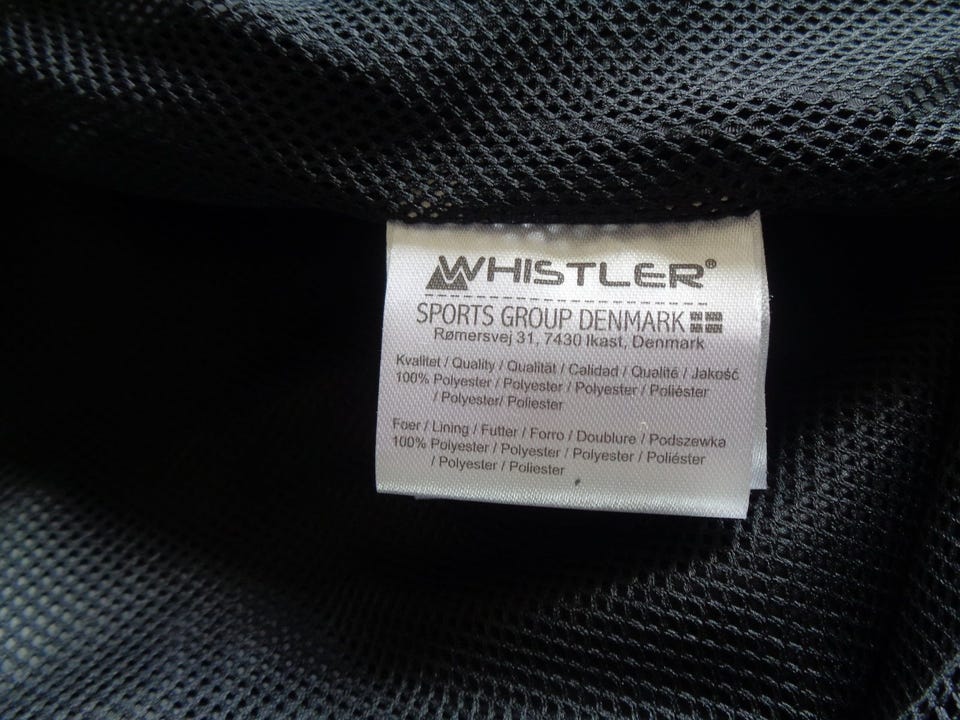 WHISTLER®
SPORTS GROUP DENMARK
Rømersvej 31, 7430 Ikast, Denmark
Kvalitet / Quality / Qualität / Calidad / Qualité / Jakość
100% Polyester / Polyester / Polyester / Poliéster
/ Polyester/ Poliester
Foer / Lining / Futter / Forro / Doublure / Podszewka
100% Polyester / Polyester / Polyester / Poliéster
/ Polyester / Poliester